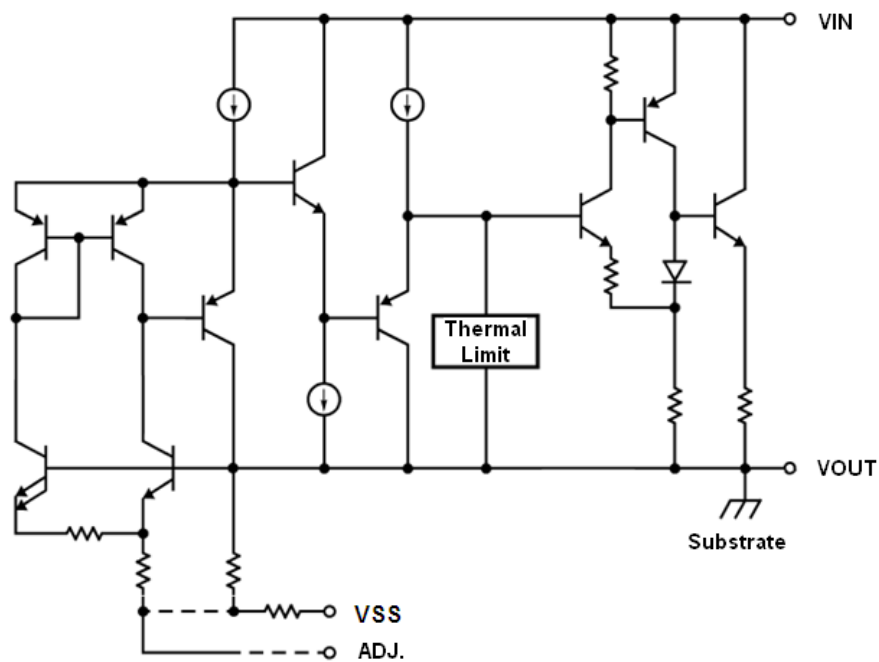 VIN
Thermal
Limit
VOUT
Substrate
VSS
ADJ.